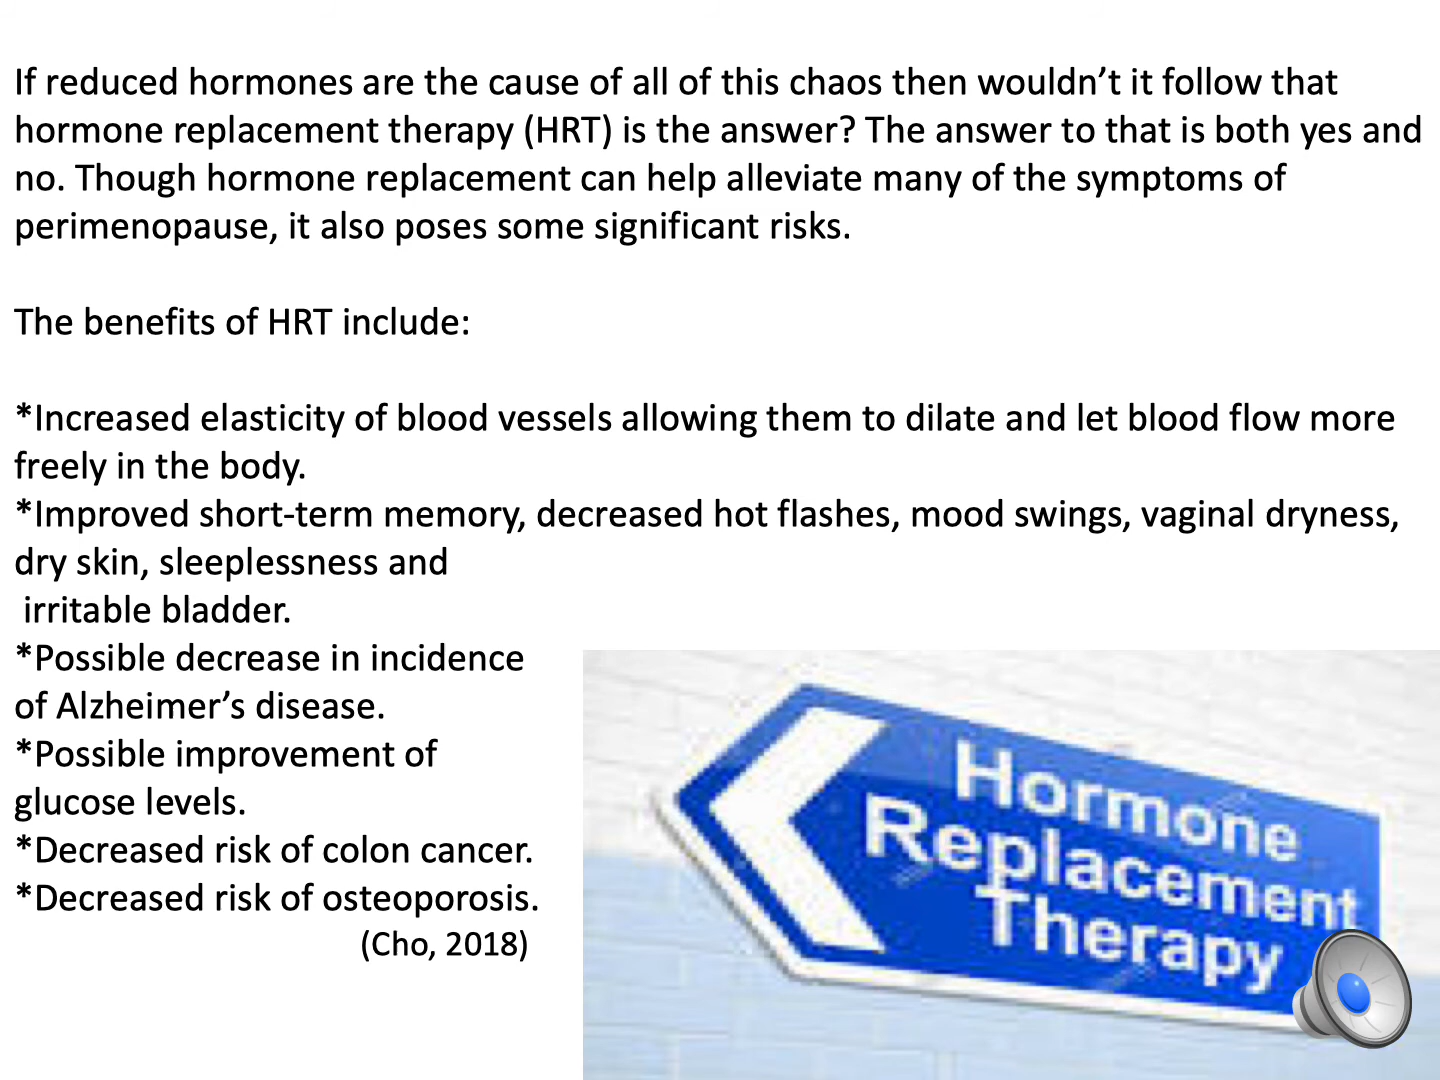 If reduced hormones are the cause of all of this chaos then wouldn’t it follow that
hormone replacement therapy (HRT) is the answer? The answer to that is both yes and
no. Though hormone replacement can help alleviate many of the symptoms of
perimenopause, it also poses some significant risks.
The benefits of HRT include:
*Increased elasticity of blood vessels allowing them to dilate and let blood flow more
freely in the body.
*Improved short-term memory, decreased hot flashes, mood swings, vaginal dryness,
dry skin, sleeplessness and
irritable bladder.
*Possible decrease in incidence
of Alzheimer’s disease.
*Possible improvement of
glucose levels.
*Decreased risk of colon cancer.
*Decreased risk of osteoporosis.
(Cho, 2018)
Hormone
Replacement
Therapy